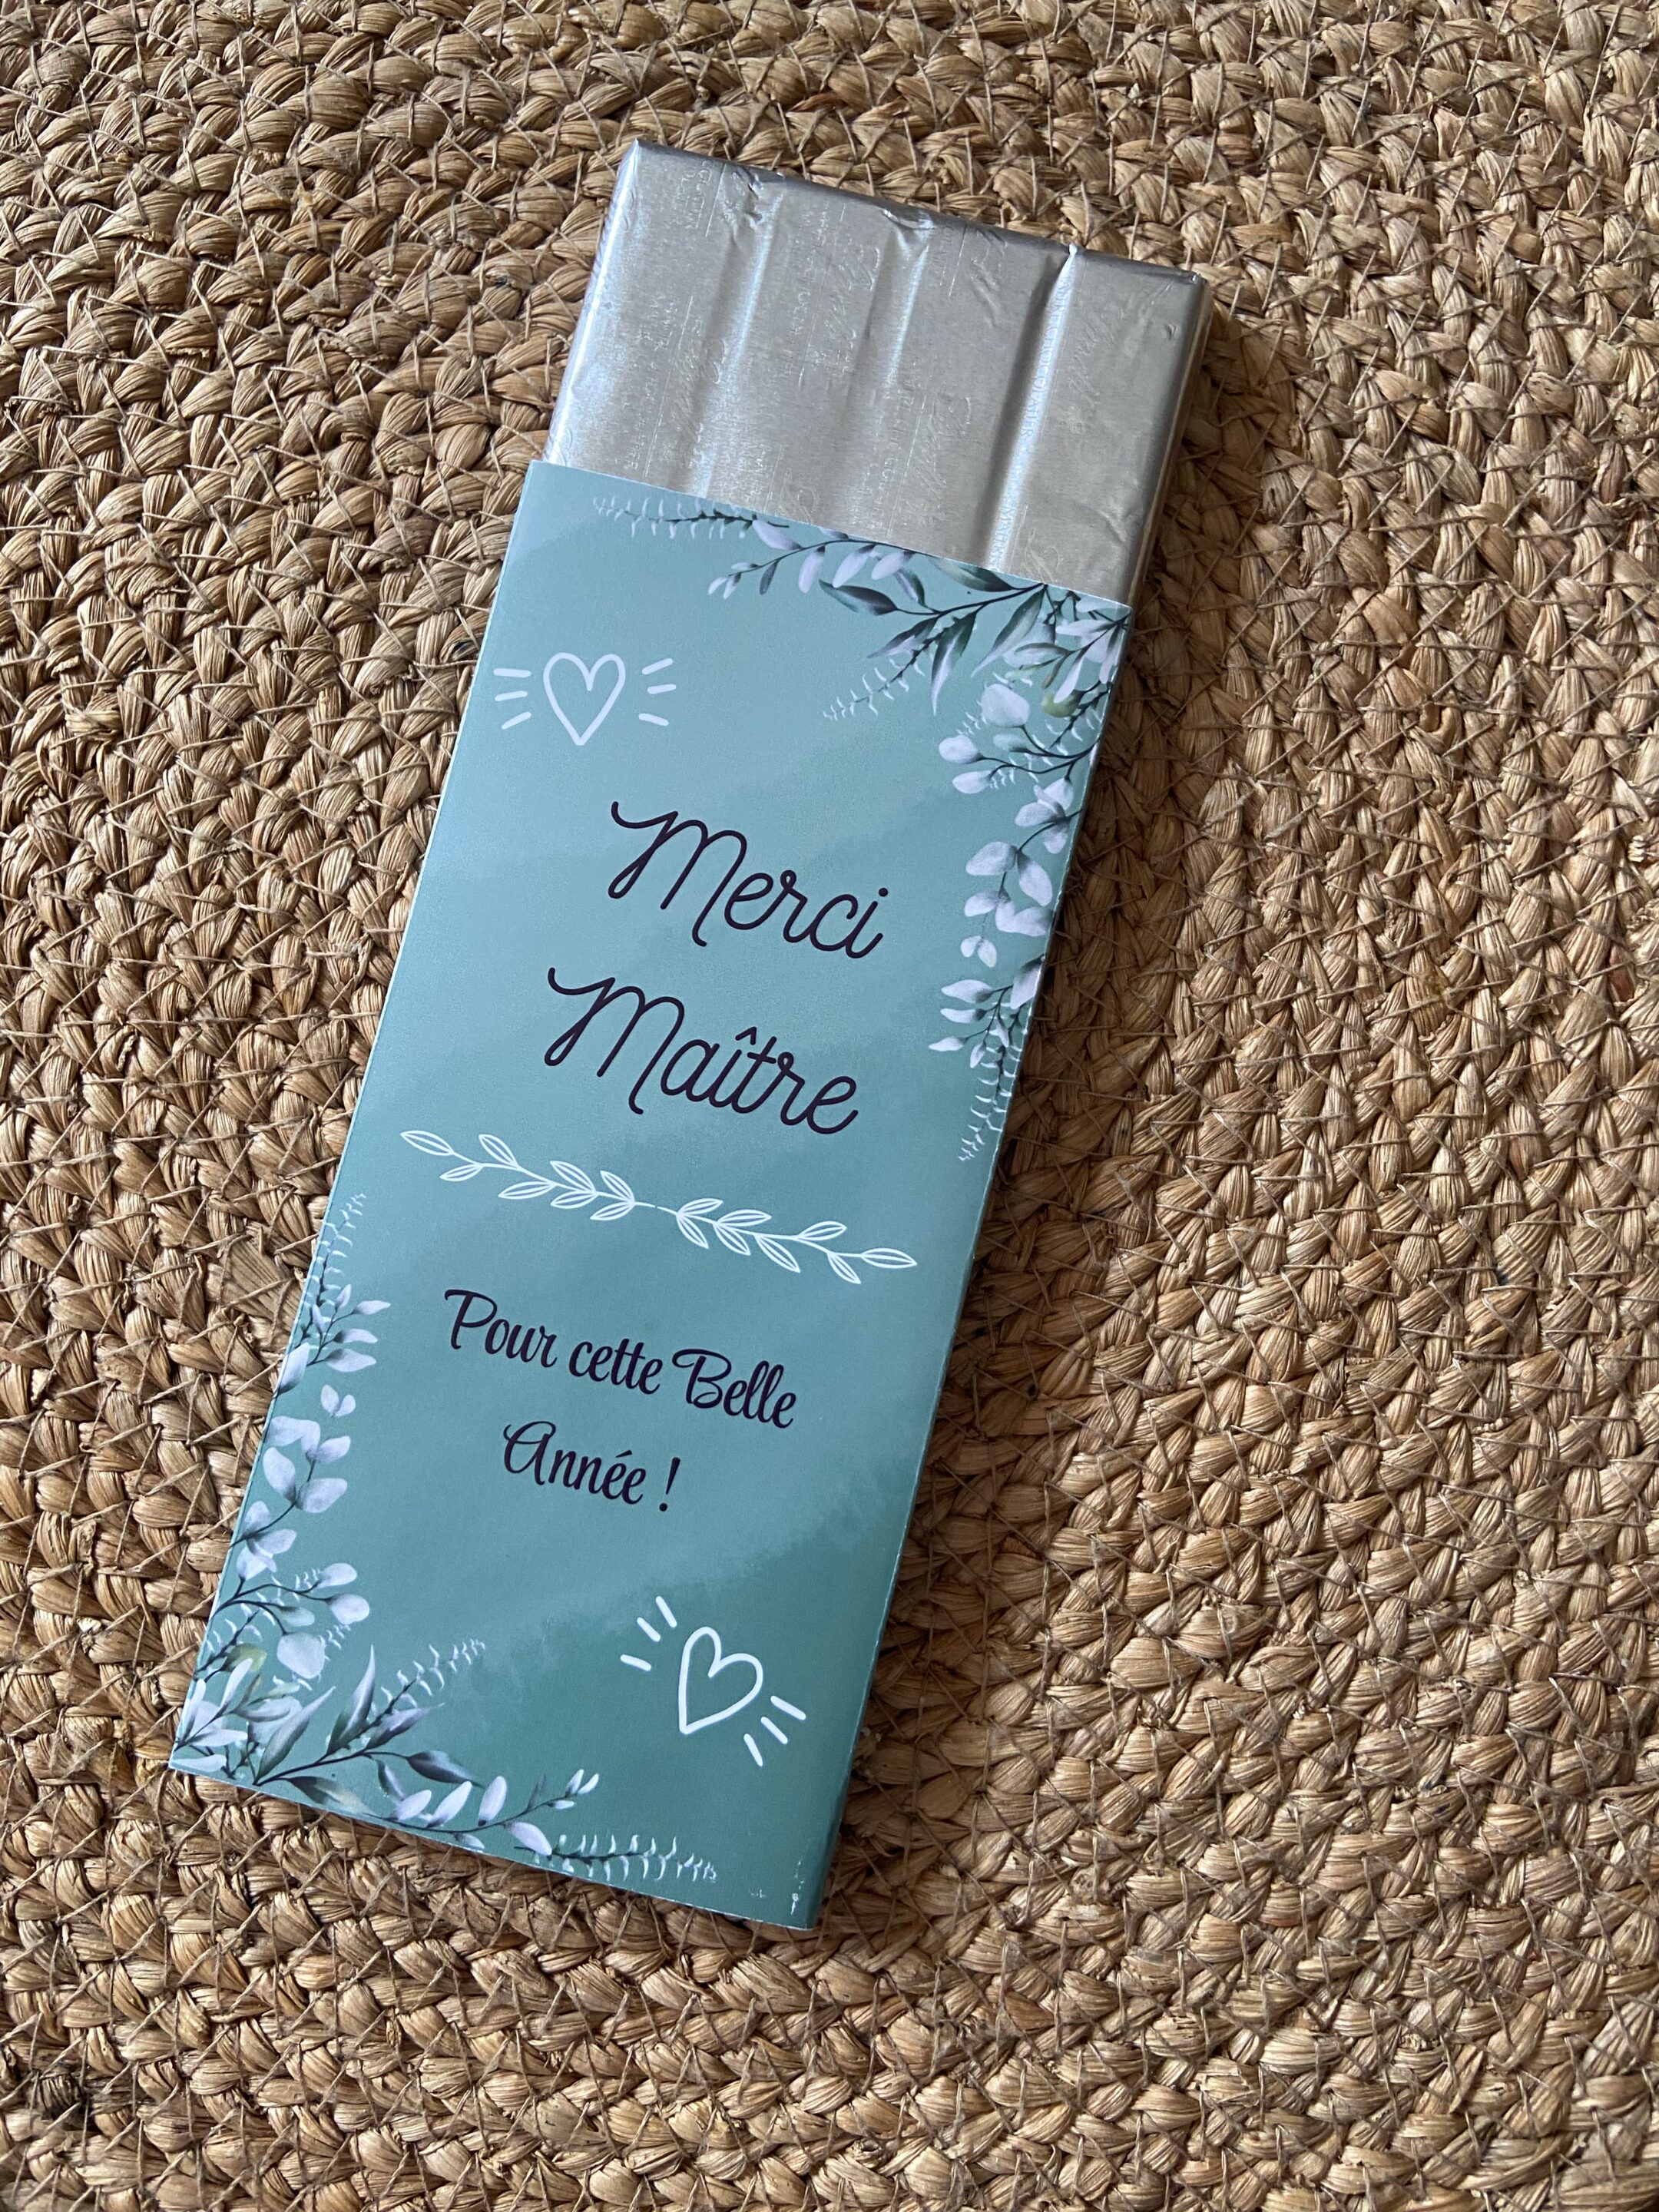 Merci
Maître
Pour cette Belle
Année !